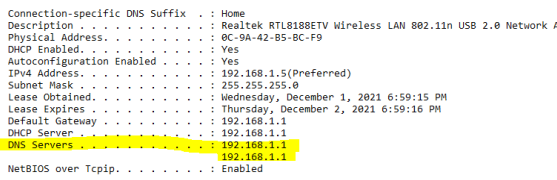 Connection-specific DNS Suffix . : Home
Description . . . . . . . . . . . : Realtek RTL8188ETV Wireless LAN 802.11n USB 2.0 Network A
Physical Address. . . . . . . . . : 0C-9A-42-B5-BC-F9
DHCP Enabled. . . . . . . . . . . : Yes
Autoconfiguration Enabled . . . . : Yes
IPv4 Address. . . . . . . . . . . : 192.168.1.5(Preferred)
Subnet Mask . . . . . . . . . . . : 255.255.255.0
Lease Obtained. . . . . . . . . . : Wednesday, December 1, 2021 6:59:15 PM
Lease Expires . . . . . . . . . . : Thursday, December 2, 2021 6:59:16 PM
Default Gateway . . . . . . . . . : 192.168.1.1
DHCP Server . . . . . . . . . . . : 192.168.1.1
DNS Servers . . . . . . . . . . . : 192.168.1.1
192.168.1.1
NetBIOS over Tcpip. . . . . . . . : Enabled